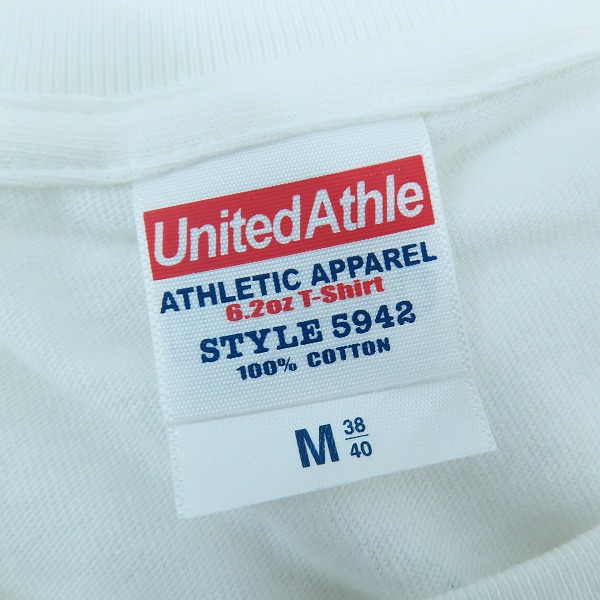 UnitedAthle
ATHLETIC APPAREL
6.2oz T-Shirt
STYLE 5942
100% COTTON
M 38/40